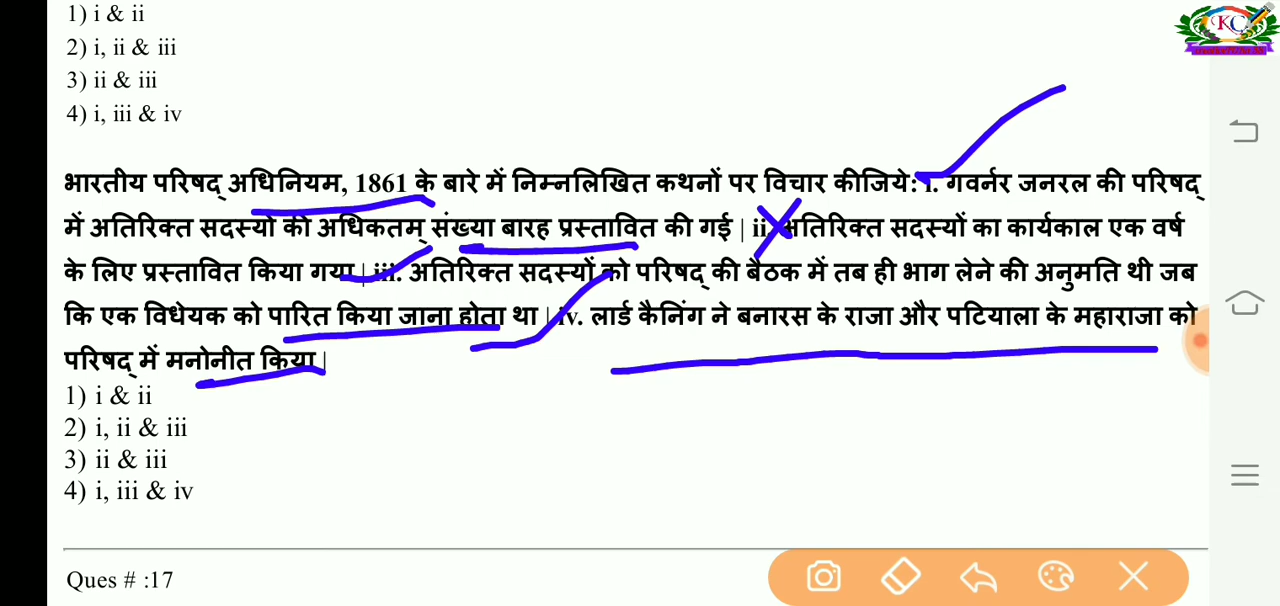 1) i & ii
2) i, ii & iii
3) ii & iii
4) i, iii & iv
KC
भारतीय परिषद् अधिनियम, 1861 के बारे में निम्नलिखित कथनों पर विचार कीजिये: i. गवर्नर जनरल की परिषद्
में अतिरिक्त सदस्यों की अधिकतम् संख्या बारह प्रस्तावित की गई | ii. अतिरिक्त सदस्यों का कार्यकाल एक वर्ष
के लिए प्रस्तावित किया गया | iii. अतिरिक्त सदस्यों को परिषद् की बैठक में तब ही भाग लेने की अनुमति थी जब
कि एक विधेयक को पारित किया जाना होता था | iv. लार्ड कैनिंग ने बनारस के राजा और पटियाला के महाराजा को
परिषद् में मनोनीत किया |
1) i & ii
2) i, ii & iii
3) ii & iii
4) i, iii & iv
Ques # :17